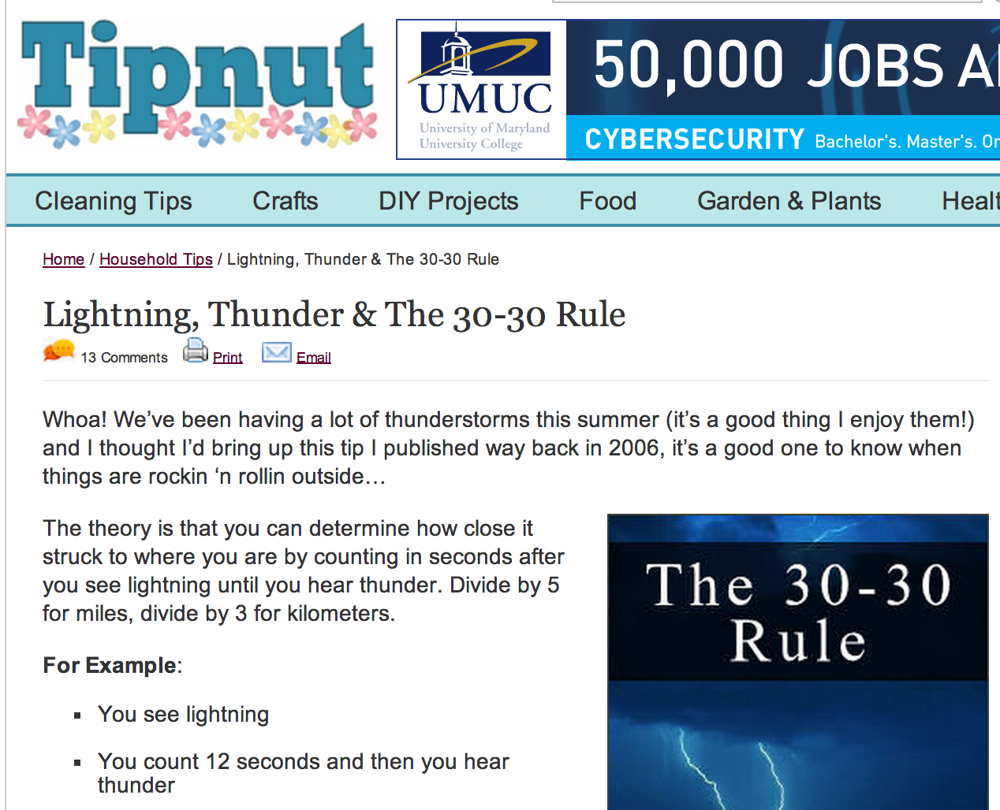 Tipnut
UMUC
University of Maryland
University College
50,000 JOBS A
CYBERSECURITY Bachelor's. Master's. Or
Cleaning Tips Crafts DIY Projects Food Garden & Plants Healt
Home / Household Tips / Lightning, Thunder & The 30-30 Rule
Lightning, Thunder & The 30-30 Rule
13 Comments Print Email
Whoa! We’ve been having a lot of thunderstorms this summer (it’s a good thing I enjoy them!)
and I thought I’d bring up this tip I published way back in 2006, it’s a good one to know when
things are rockin ‘n rollin outside…
The theory is that you can determine how close it
struck to where you are by counting in seconds after
you see lightning until you hear thunder. Divide by 5
for miles, divide by 3 for kilometers.
For Example:
▪ You see lightning
▪ You count 12 seconds and then you hear
thunder
The 30-30
Rule